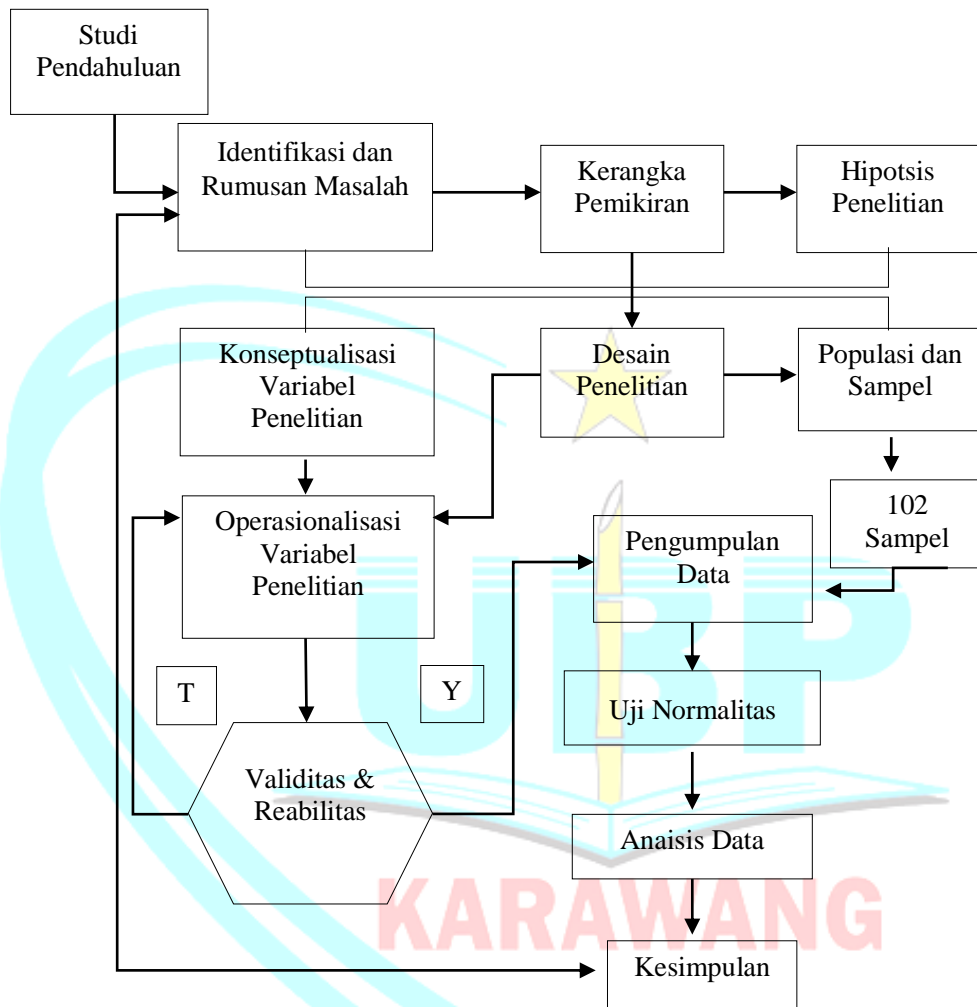 Studi
Pendahuluan
Identifikasi dan
Rumusan Masalah
Kerangka
Pemikiran
Hipotsis
Penelitian
Konseptualisasi
Variabel
Penelitian
Desain
Penelitian
Populasi dan
Sampel
Operasionalisasi
Variabel
Penelitian
Pengumpulan
Data
102
Sampel
T
Y
Uji Normalitas
Validitas &
Reabilitas
Anaisis Data
Kesimpulan
UBP
KARAWANG